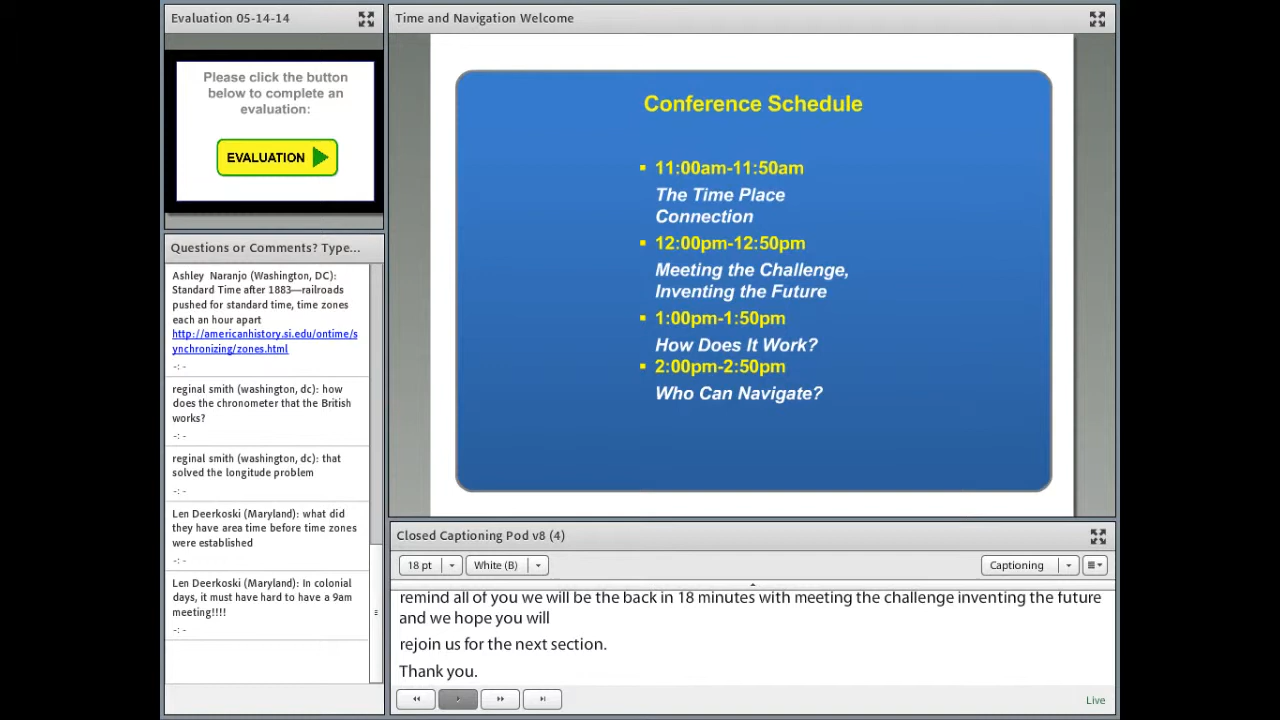 Evaluation 05-14-14
Please click the button
below to complete an
evaluation:
EVALUATION
Questions or Comments? Type...
Ashley Naranjo (Washington, DC):
Standard Time after 1883—railroads
pushed for standard time, time zones
each an hour apart
http://americanhistory.si.edu/ontime/s
ynchronizing/zones.html
-: -
reginal smith (washington, dc): how
does the chronometer that the British
works?
-: -
reginal smith (washington, dc): that
solved the longitude problem
-: -
Len Deerkoski (Maryland): what did
they have area time before time zones
were established
-: -
Len Deerkoski (Maryland): In colonial
days, it must have hard to have a 9am
meeting!!!!
-: -
Time and Navigation Welcome
Conference Schedule
11:00am-11:50am
The Time Place
Connection
12:00pm-12:50pm
Meeting the Challenge,
Inventing the Future
1:00pm-1:50pm
How Does It Work?
2:00pm-2:50pm
Who Can Navigate?
Closed Captioning Pod v8 (4)
18 pt
White (B)
Captioning
remind all of you we will be the back in 18 minutes with meeting the challenge inventing the future
and we hope you will
rejoin us for the next section.
Thank you.
Live